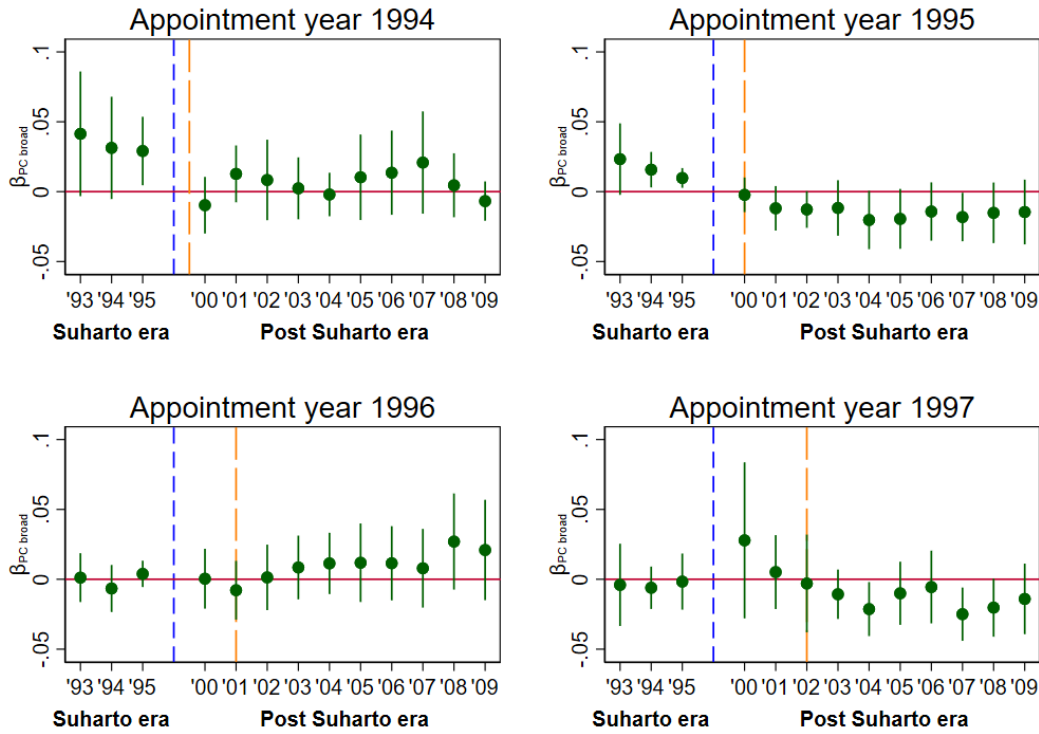 Appointment year 1994
βPC broad
.1
.05
0
-.05
'93 '94 '95 '00 '01 '02 '03 '04 '05 '06 '07 '08 '09
Suharto era Post Suharto era
Appointment year 1995
βPC broad
.1
.05
0
-.05
'93 '94 '95 '00 '01 '02 '03 '04 '05 '06 '07 '08 '09
Suharto era Post Suharto era
Appointment year 1996
βPC broad
.1
.05
0
-.05
'93 '94 '95 '00 '01 '02 '03 '04 '05 '06 '07 '08 '09
Suharto era Post Suharto era
Appointment year 1997
βPC broad
.1
.05
0
-.05
'93 '94 '95 '00 '01 '02 '03 '04 '05 '06 '07 '08 '09
Suharto era Post Suharto era